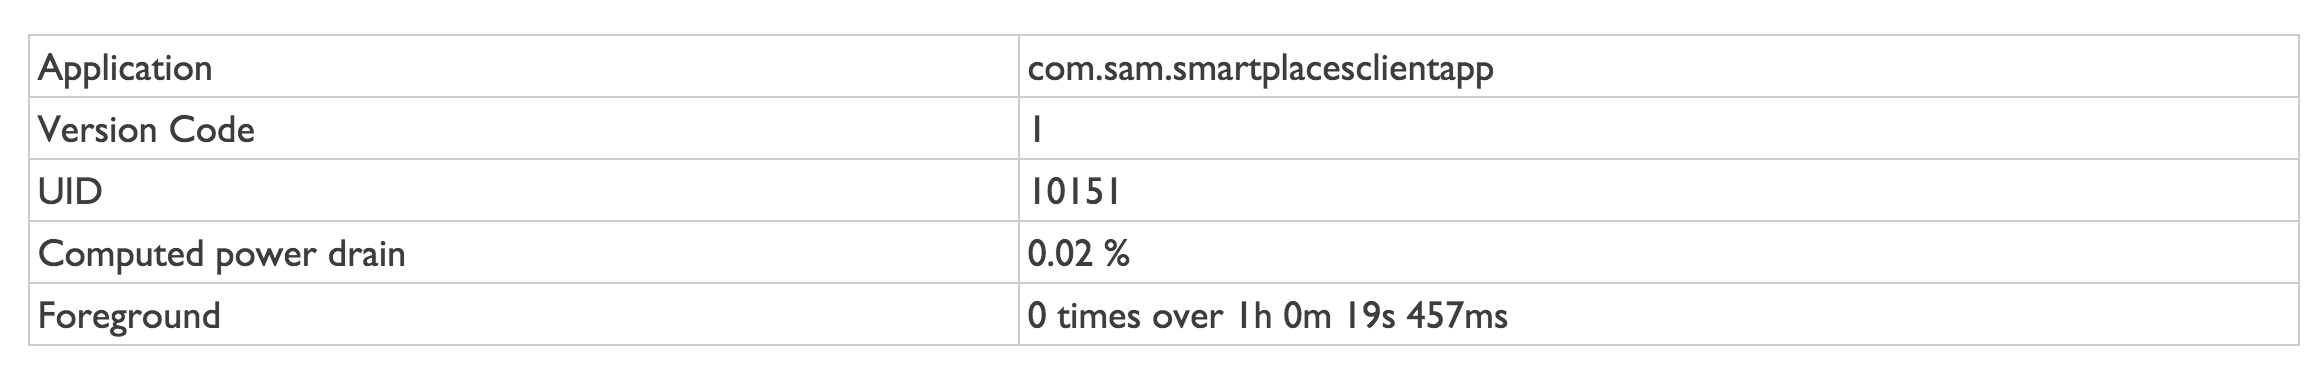 Application com.sam.smartplacesclientapp
Version Code 1
UID 10151
Computed power drain 0.02 %
Foreground 0 times over 1h 0m 19s 457ms